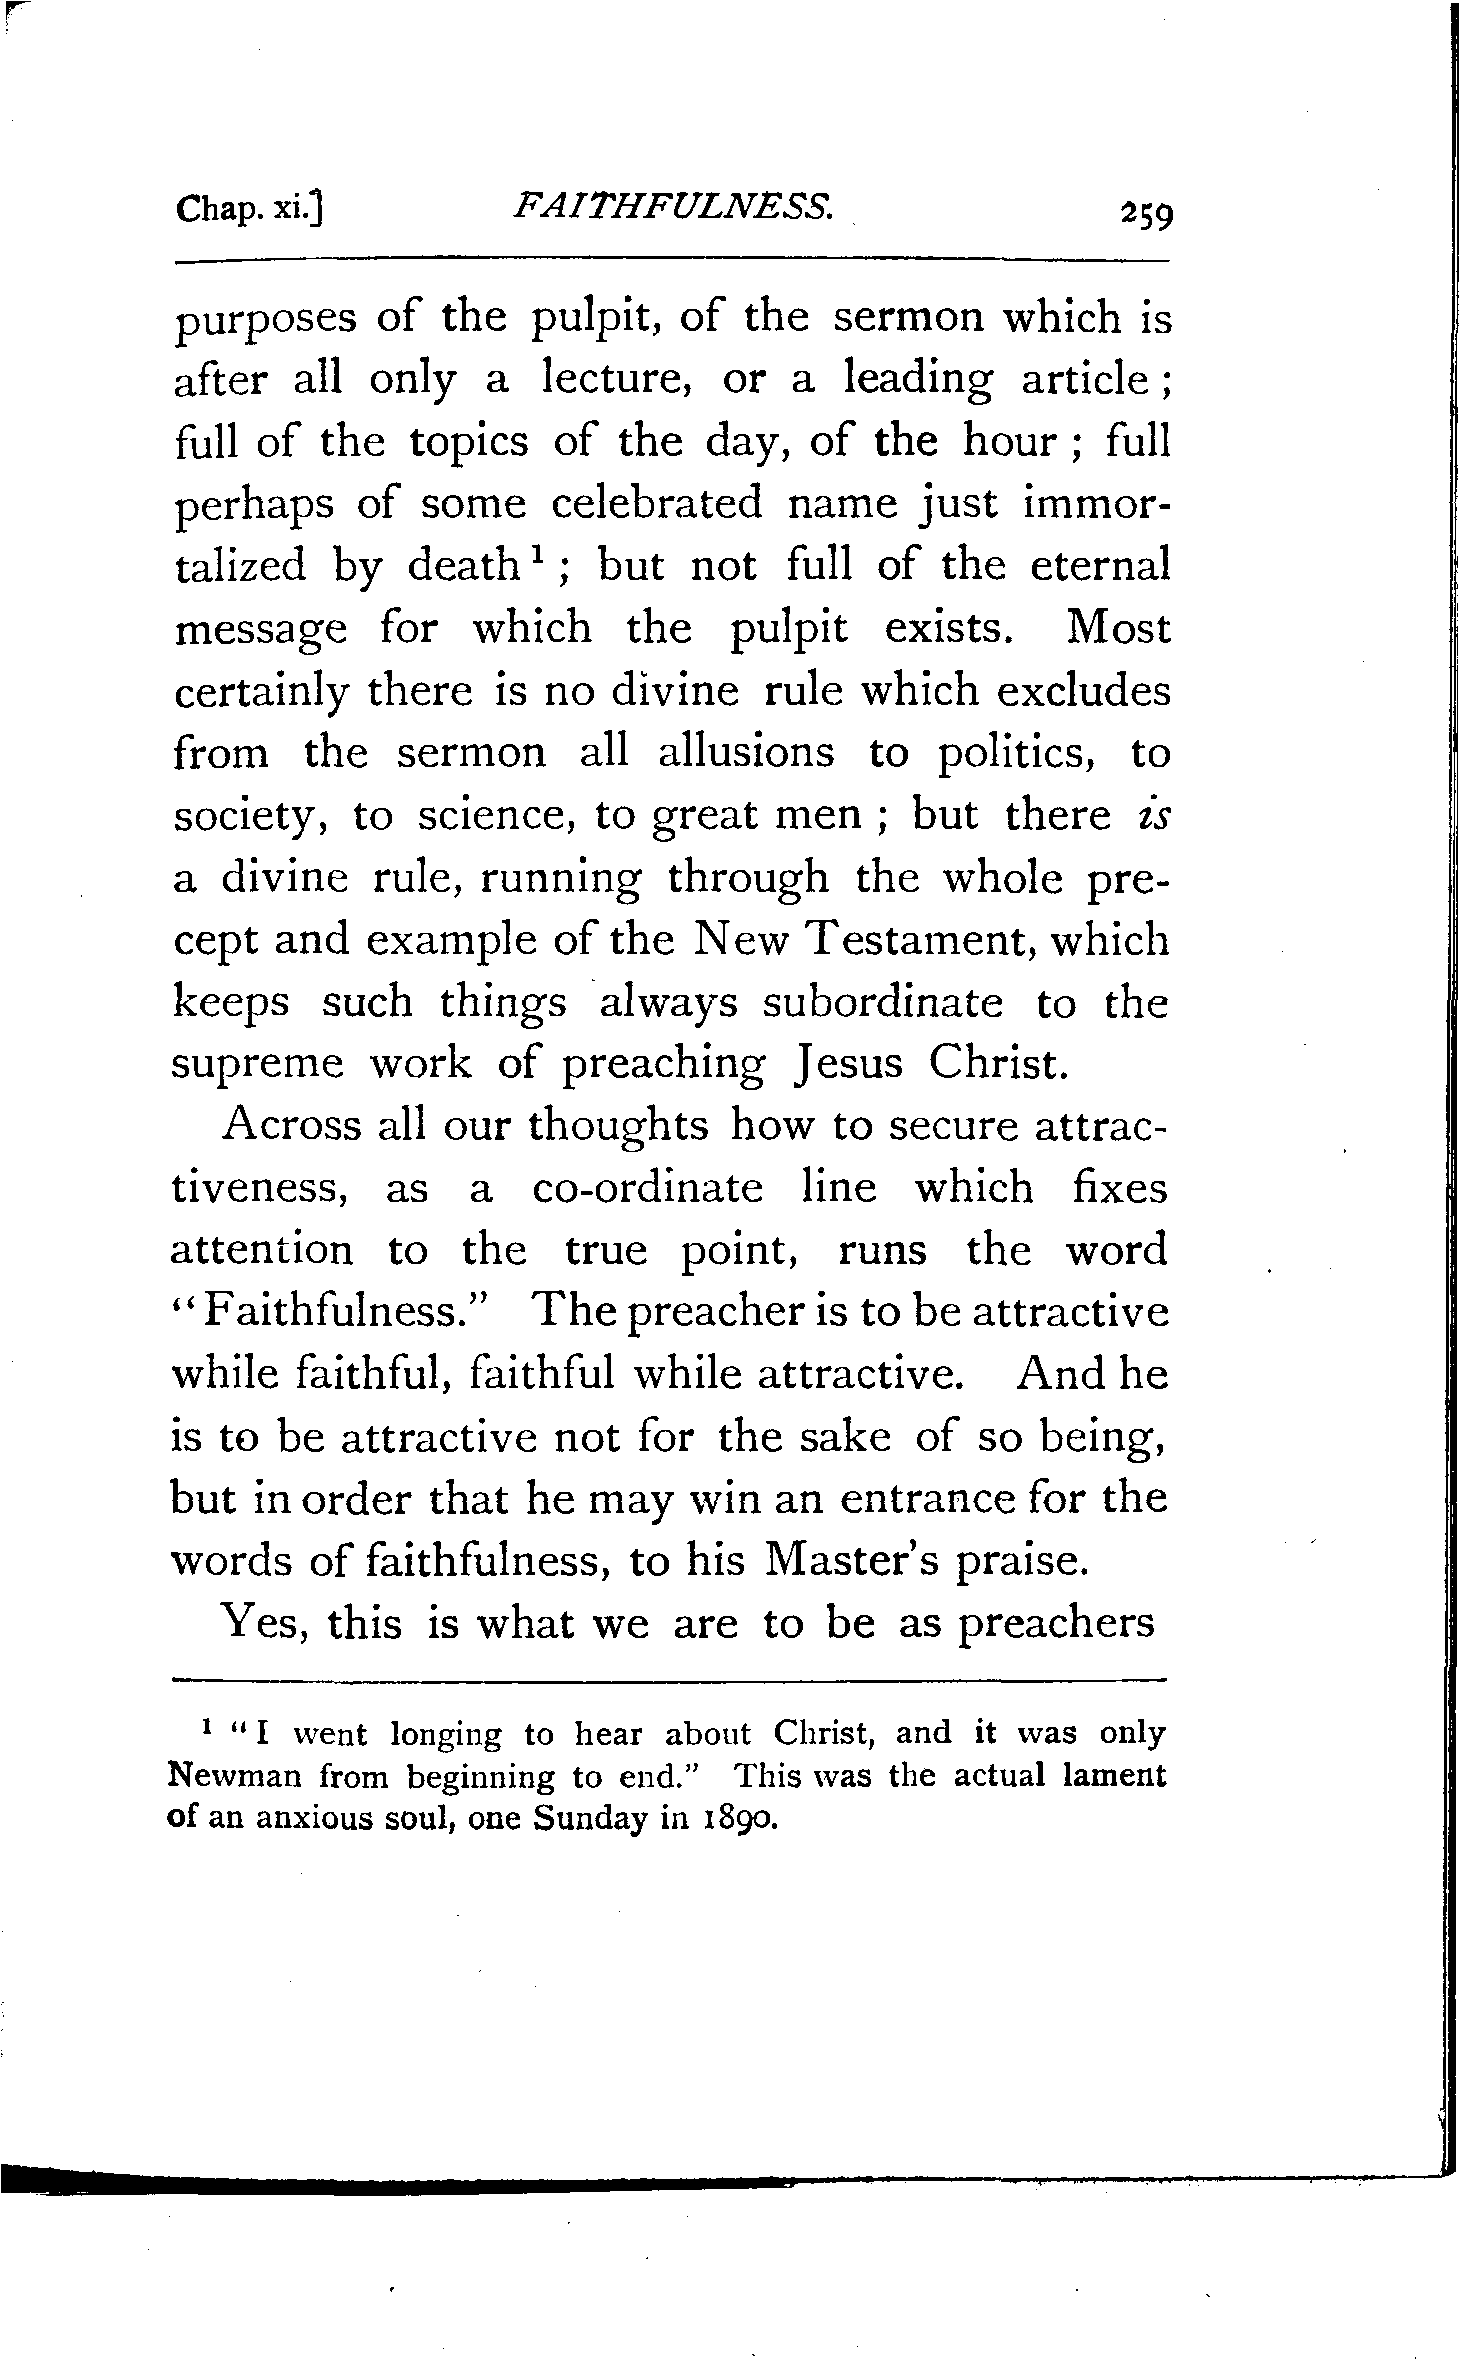 Chap. xi.] FAITHFULNESS. 259
purposes of the pulpit, of the sermon which is
after all only a lecture, or a leading article ;
full of the topics of the day, of the hour ; full
perhaps of some celebrated name just immor-
talized by death ¹ ; but not full of the eternal
message for which the pulpit exists. Most
certainly there is no divine rule which excludes
from the sermon all allusions to politics, to
society, to science, to great men ; but there is
a divine rule, running through the whole pre-
cept and example of the New Testament, which
keeps such things always subordinate to the
supreme work of preaching Jesus Christ.
Across all our thoughts how to secure attrac-
tiveness, as a co-ordinate line which fixes
attention to the true point, runs the word
“Faithfulness.” The preacher is to be attractive
while faithful, faithful while attractive. And he
is to be attractive not for the sake of so being,
but in order that he may win an entrance for the
words of faithfulness, to his Master’s praise.
Yes, this is what we are to be as preachers
¹ “I went longing to hear about Christ, and it was only
Newman from beginning to end.” This was the actual lament
of an anxious soul, one Sunday in 1890.